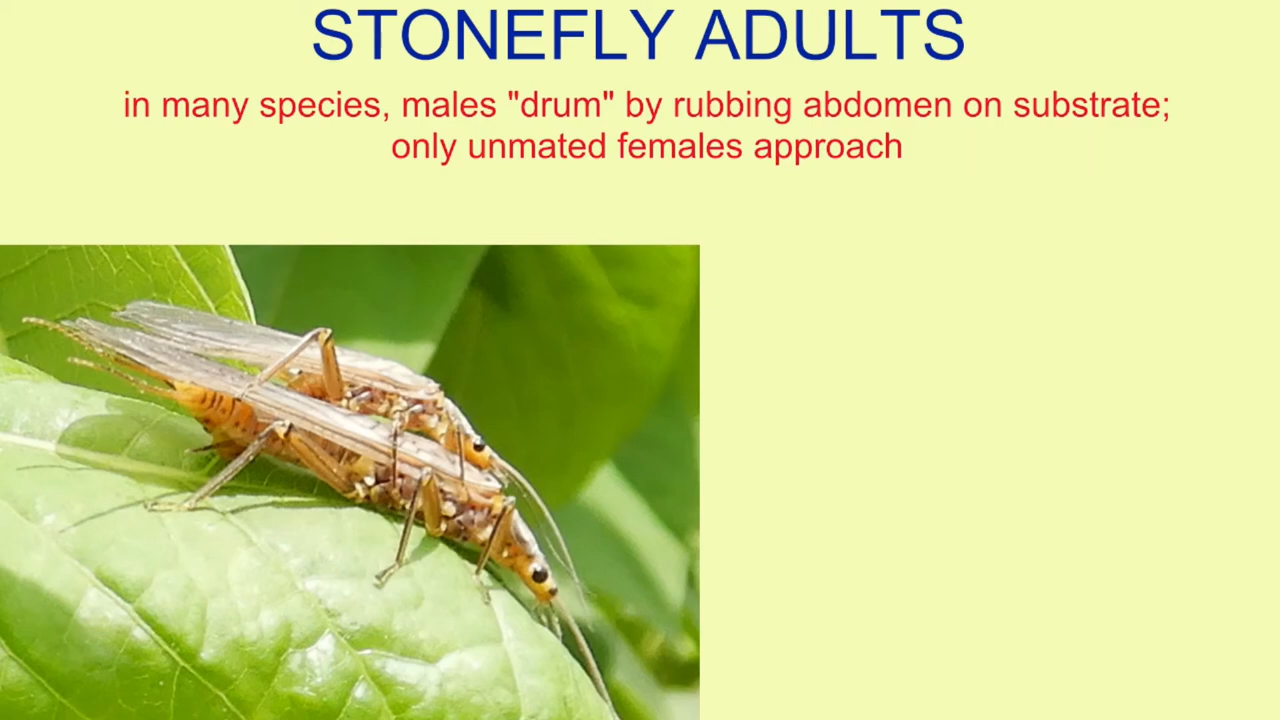 STONEFLY ADULTS
in many species, males "drum" by rubbing abdomen on substrate;
only unmated females approach